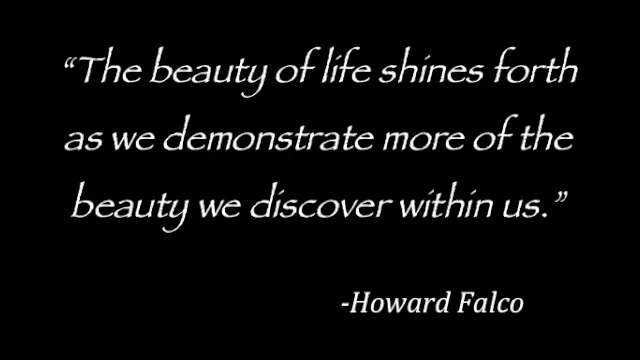 “The beauty of life shines forth
as we demonstrate more of the
beauty we discover within us.”
-Howard Falco